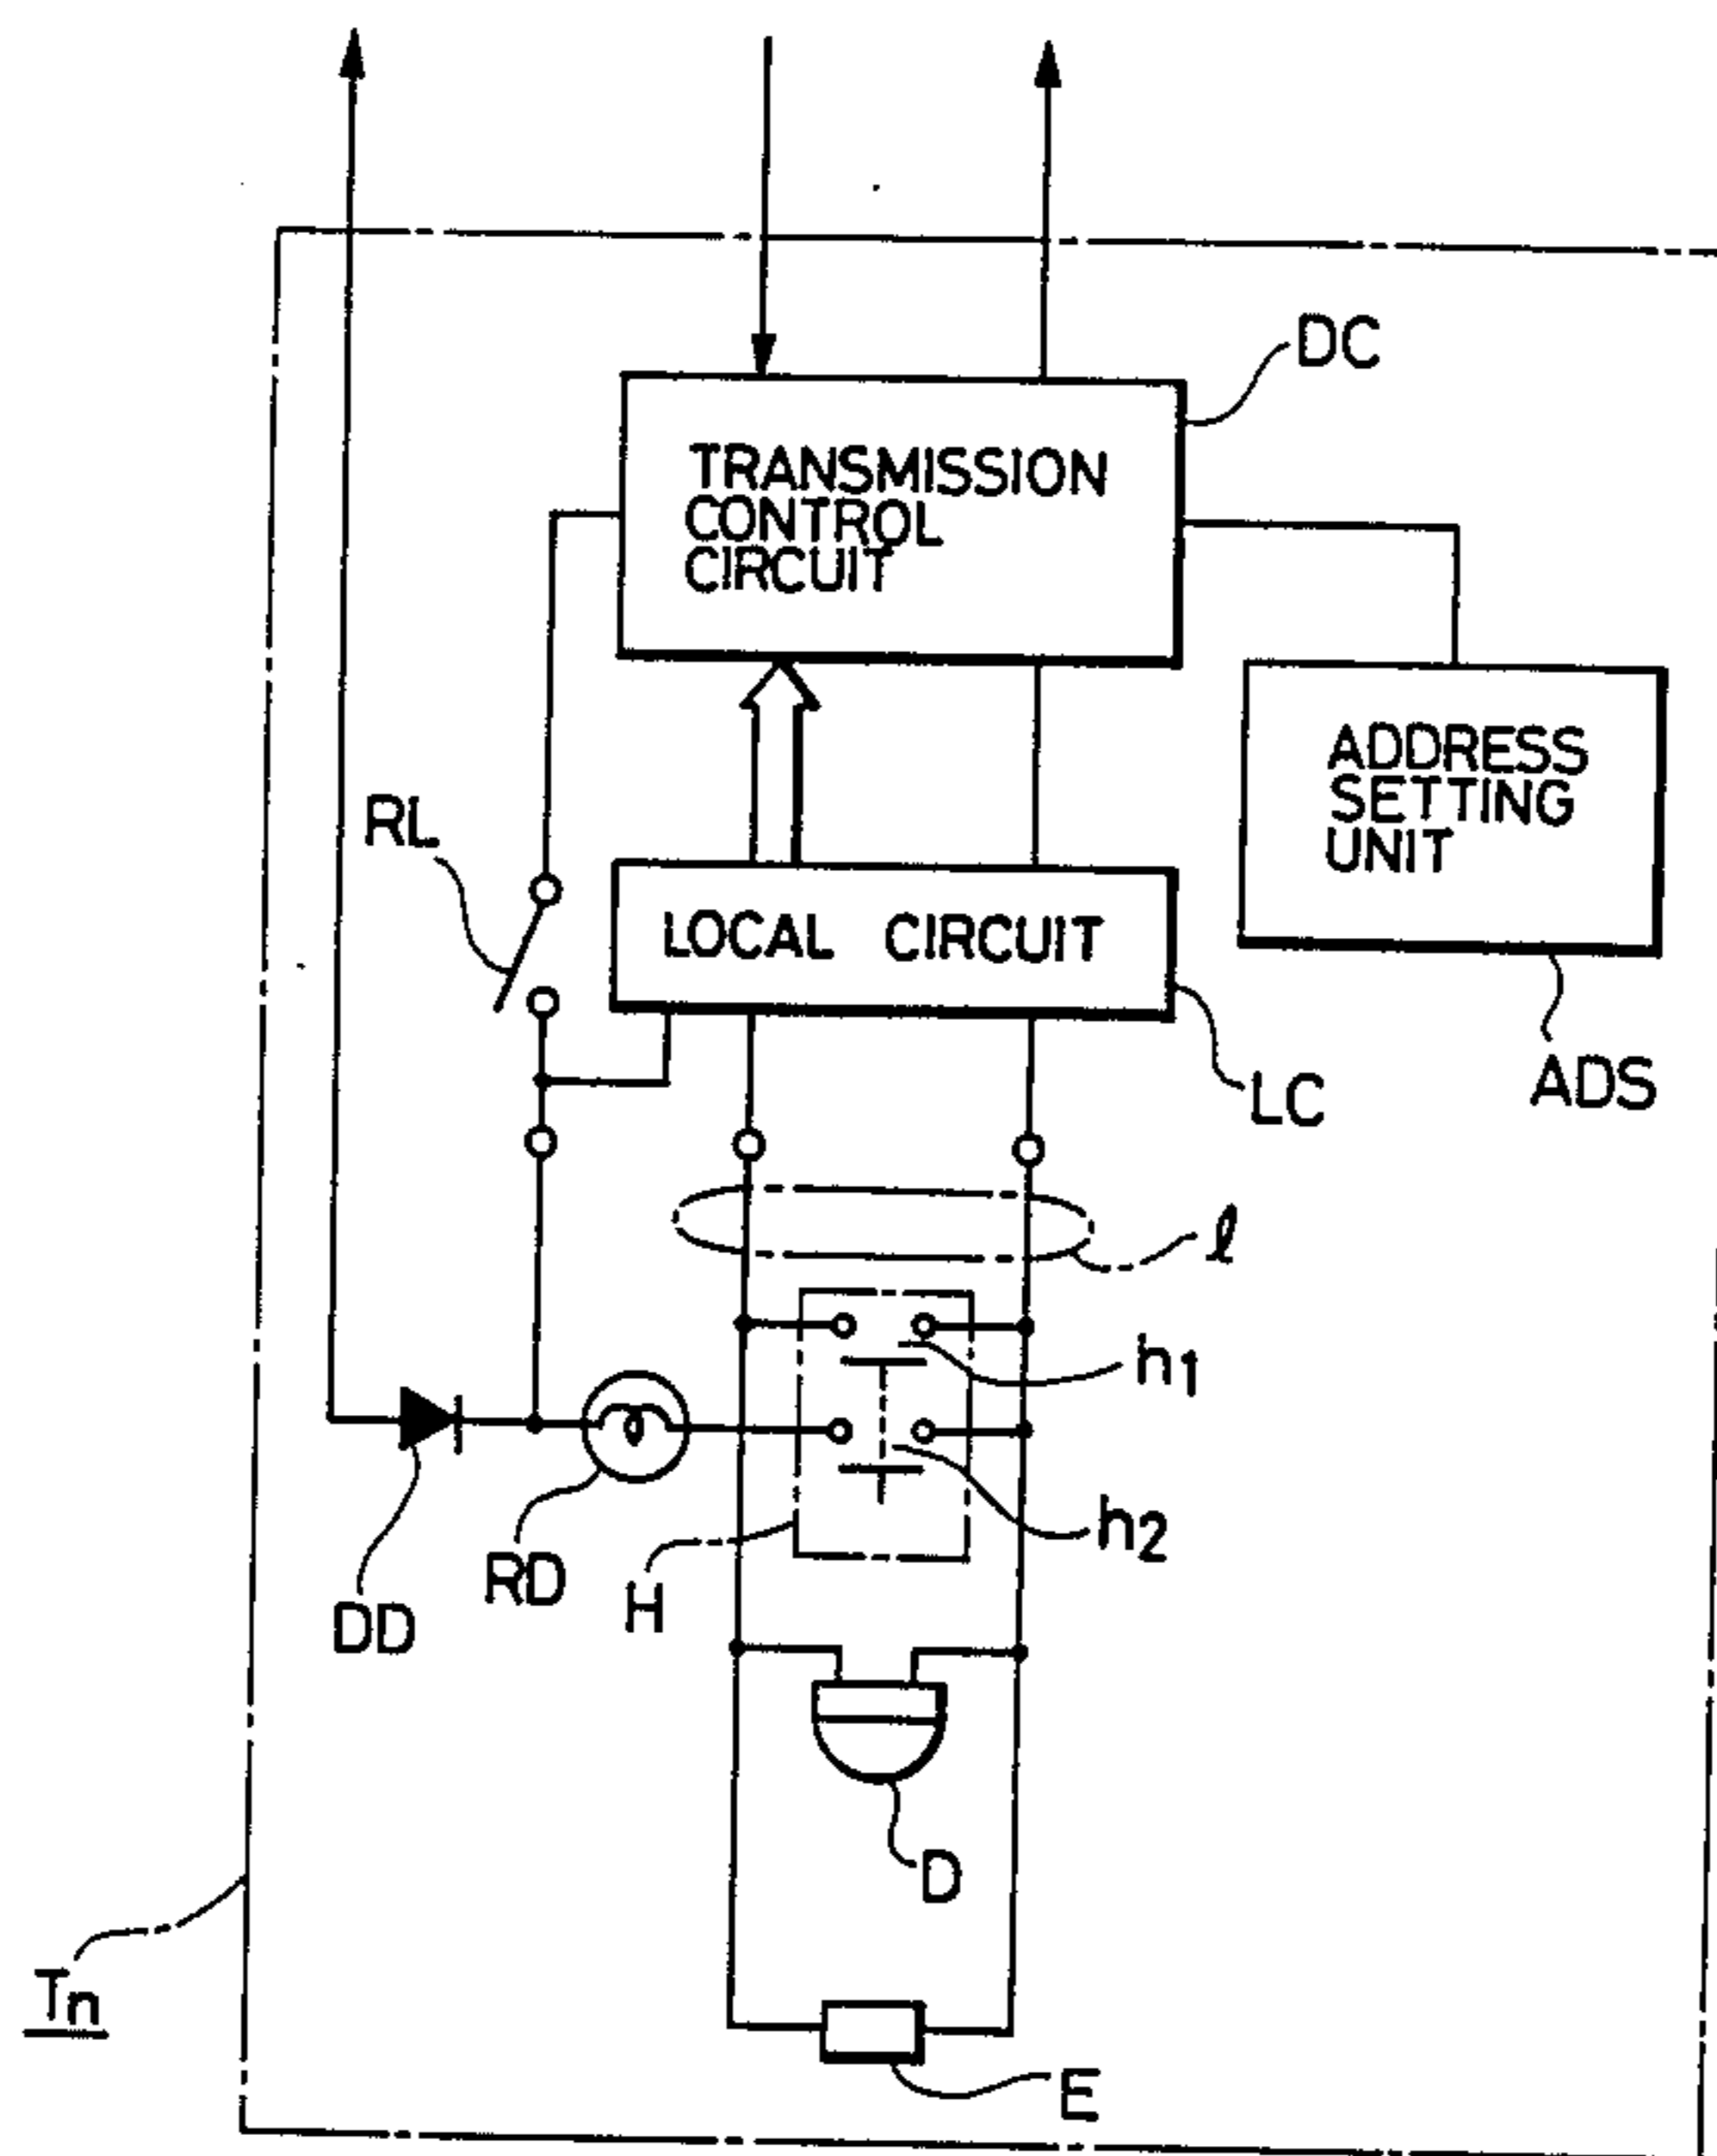 DC
TRANSMISSION
CONTROL
CIRCUIT
ADDRESS
SETTING
UNIT
RL
LOCAL CIRCUIT
ADS
LC
l
h1
h2
RD
H
DD
D
Tn
E